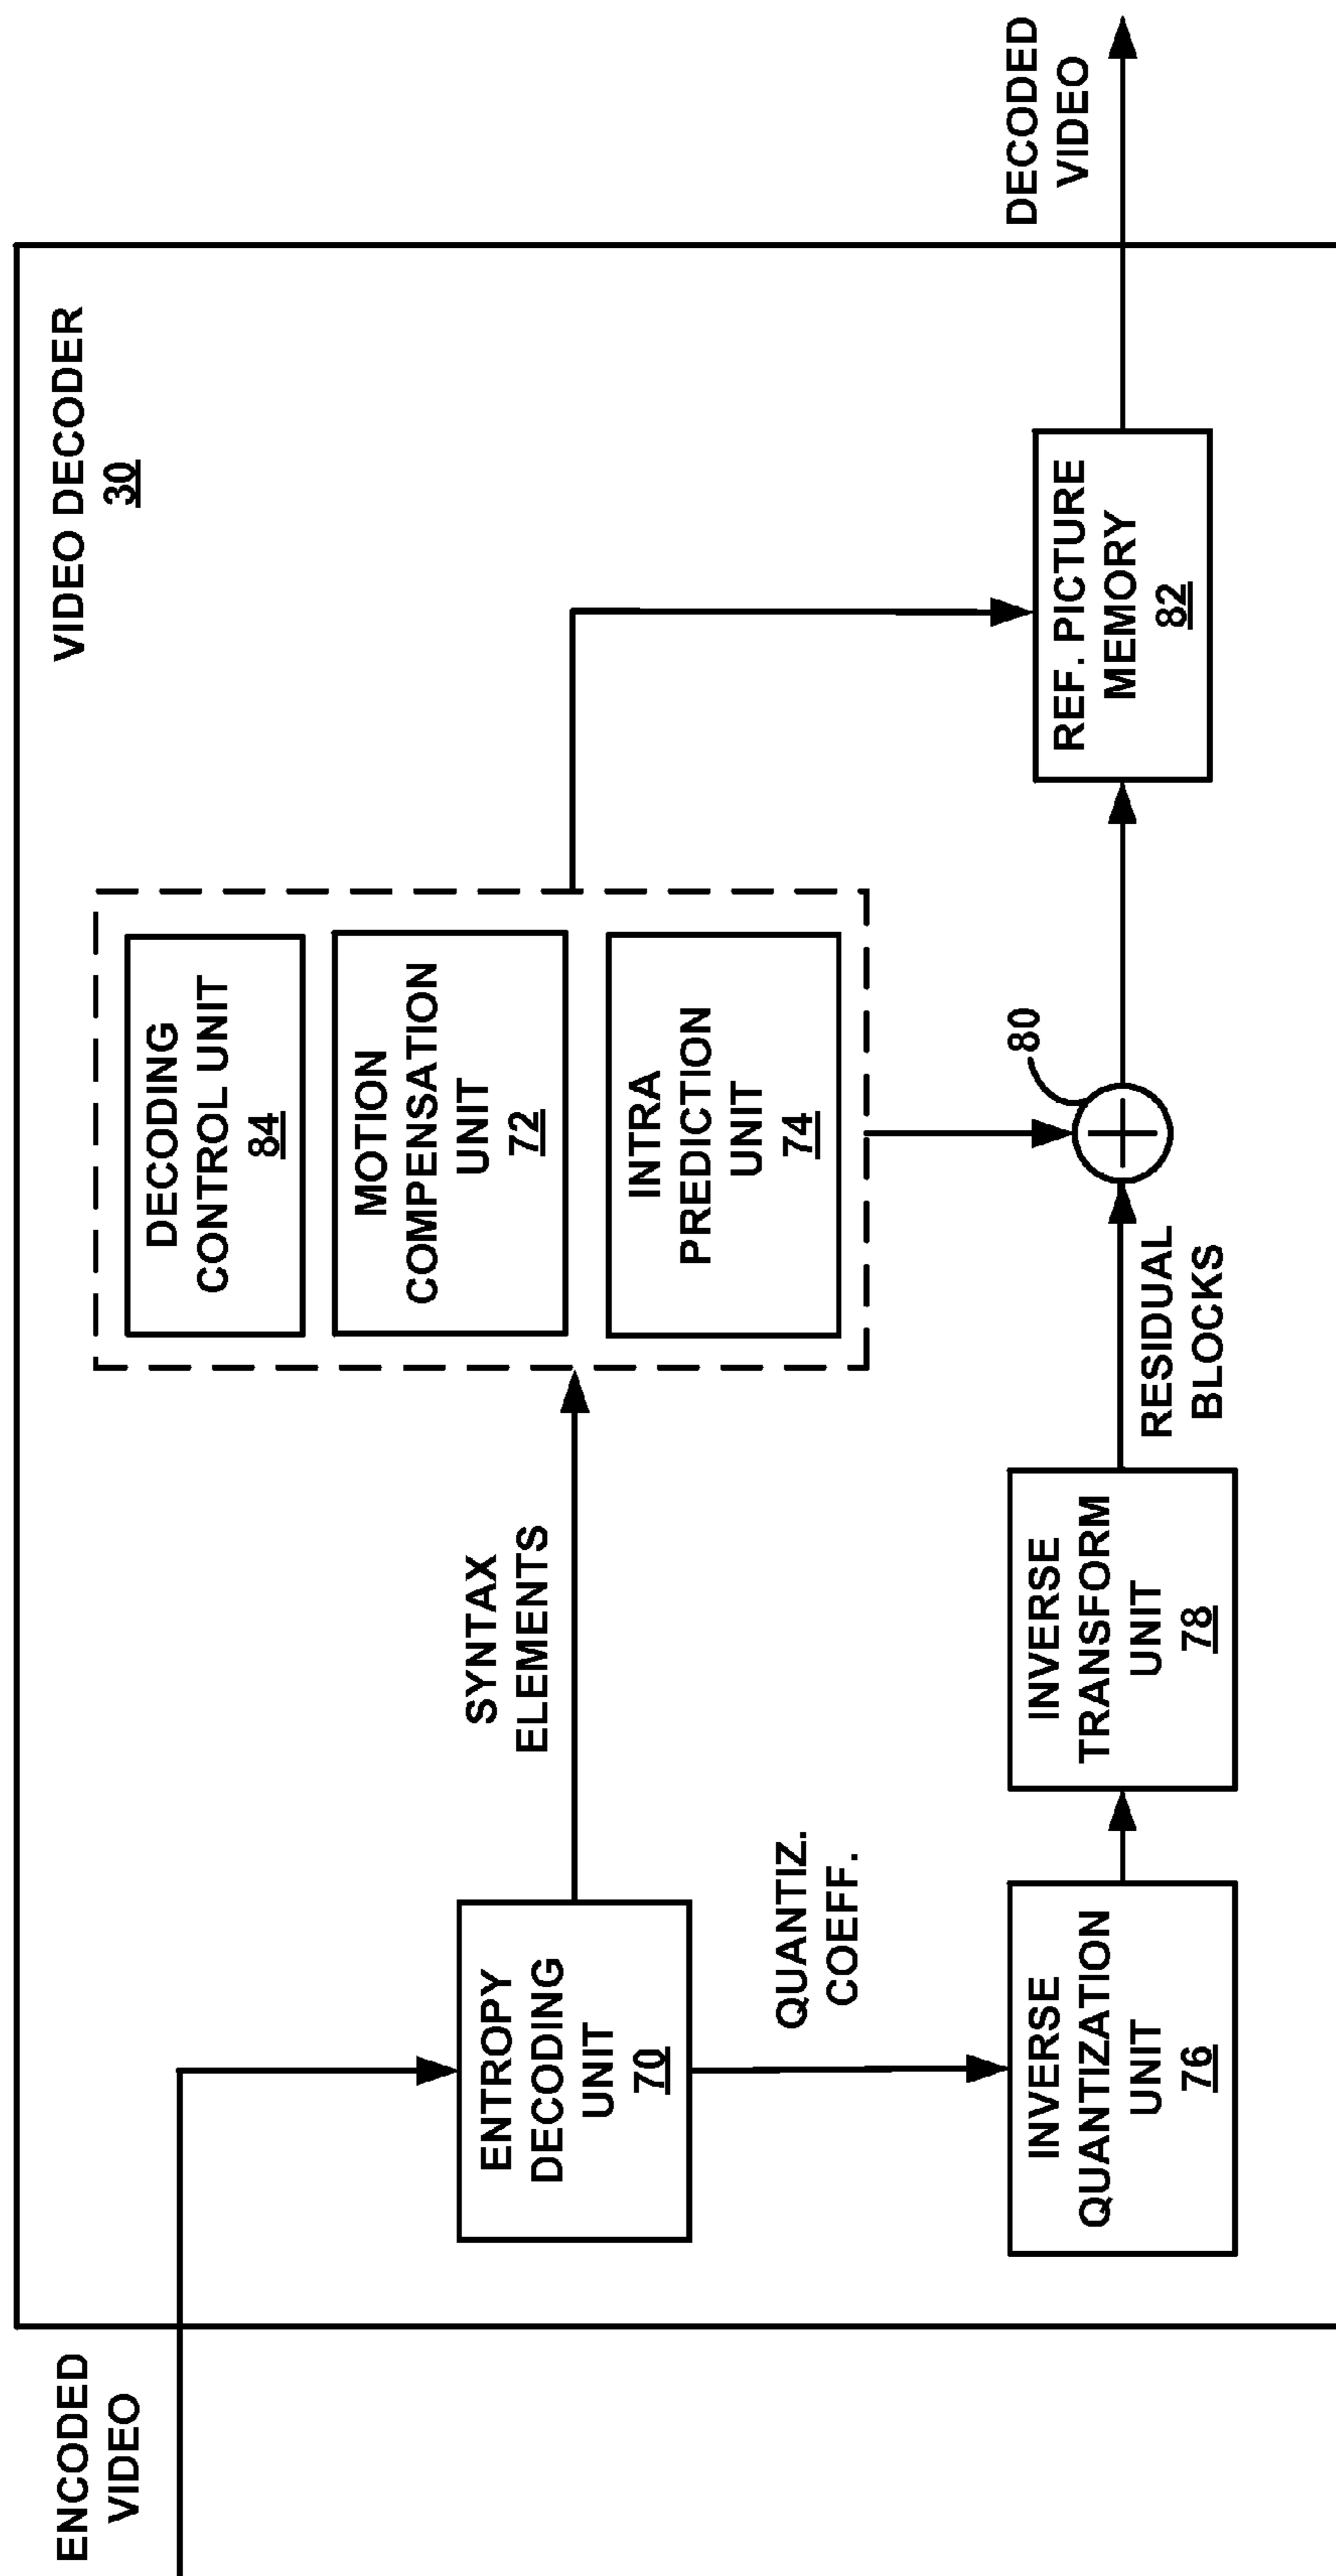 VIDEO DECODER
30
ENCODED
VIDEO
DECODING
CONTROL UNIT
84
MOTION
COMPENSATION
UNIT
72
INTRA
PREDICTION
UNIT
74
SYNTAX
ELEMENTS
ENTROPY
DECODING
UNIT
70
QUANTIZ.
COEFF.
INVERSE
QUANTIZATION
UNIT
76
INVERSE
TRANSFORM
UNIT
78
RESIDUAL
BLOCKS
80
REF. PICTURE
MEMORY
82
DECODED
VIDEO